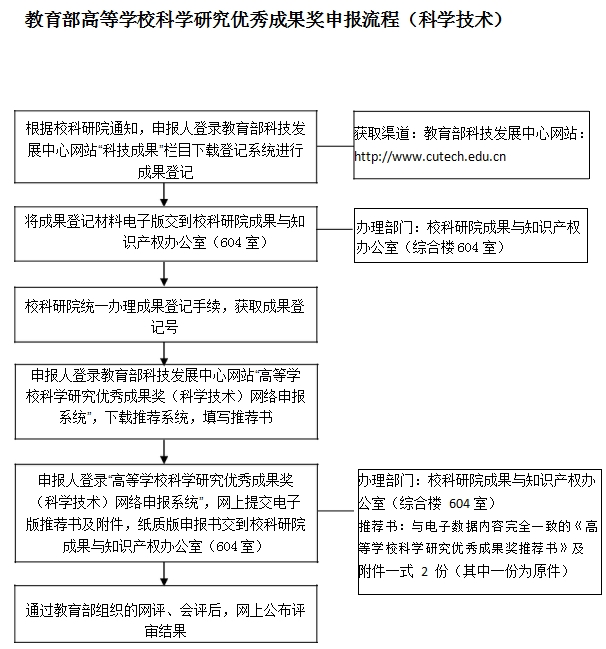 教育部高等学校科学研究优秀成果奖申报流程（科学技术）
根据校科研院通知，申报人登录教育部科技发
展中心网站“科技成果”栏目下载登记系统进行
成果登记
获取渠道：教育部科技发展中心网站：
http://www.cutech.edu.cn
将成果登记材料电子版交到校科研院成果与知
识产权办公室（604 室）
办理部门：校科研院成果与知识产权
办公室（综合楼 604 室）
校科研院统一办理成果登记手续，获取成果登
记号
申报人登录教育部科技发展中心网站“高等学
校科学研究优秀成果奖（科学技术）网络申报
系统”，下载推荐系统，填写推荐书
申报人登录“高等学校科学研究优秀成果奖
（科学技术）网络申报系统”，网上提交电子
版推荐书及附件，纸质版申报书交到校科研院
成果与知识产权办公室（604 室）
办理部门：校科研院成果与知识产权办
公室（综合楼 604 室）
推荐书：与电子数据内容完全一致的《高
等学校科学研究优秀成果奖推荐书》及
附件一式 2 份（其中一份为原件）
通过教育部组织的网评、会评后，网上公布评
审结果